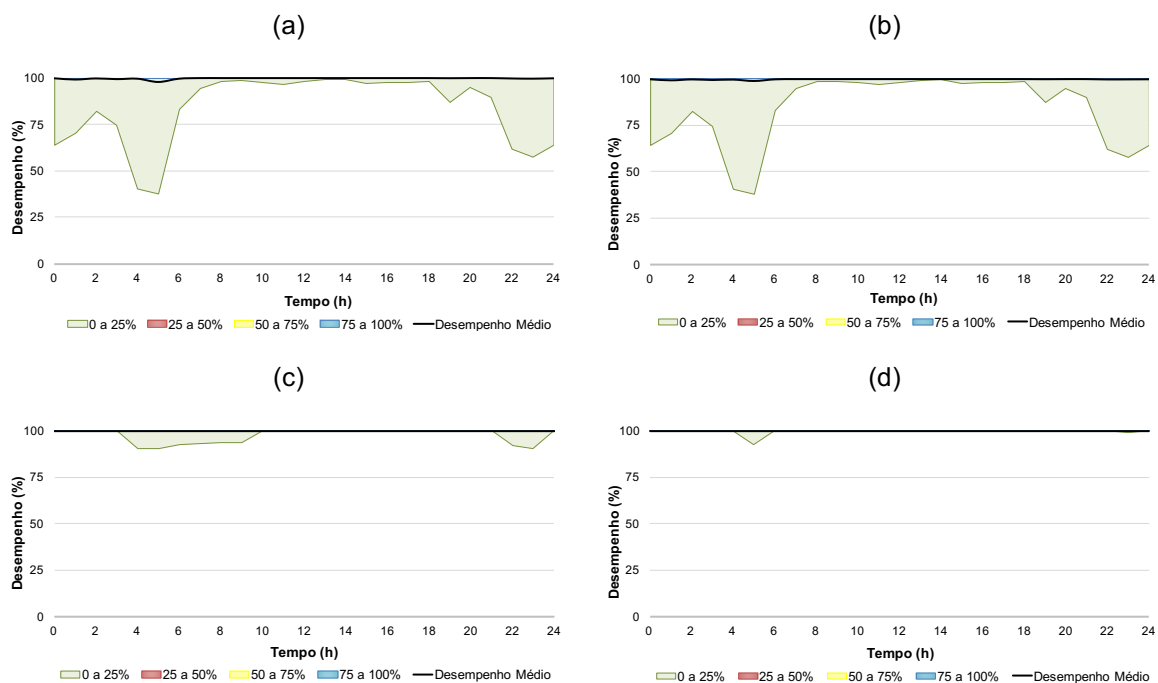 (a)
100
75
50
25
0
Desempenho (%)
0 2 4 6 8 10 12 14 16 18 20 22 24
Tempo (h)
0 a 25% 25 a 50% 50 a 75% 75 a 100% Desempenho Médio
(b)
100
75
50
25
0
Desempenho (%)
0 2 4 6 8 10 12 14 16 18 20 22 24
Tempo (h)
0 a 25% 25 a 50% 50 a 75% 75 a 100% Desempenho Médio
(c)
100
75
50
25
0
Desempenho (%)
0 2 4 6 8 10 12 14 16 18 20 22 24
Tempo (h)
0 a 25% 25 a 50% 50 a 75% 75 a 100% Desempenho Médio
(d)
100
75
50
25
0
Desempenho (%)
0 2 4 6 8 10 12 14 16 18 20 22 24
Tempo (h)
0 a 25% 25 a 50% 50 a 75% 75 a 100% Desempenho Médio